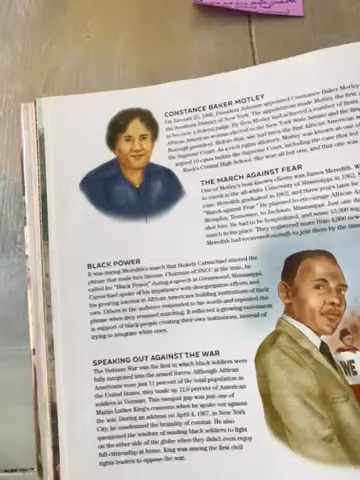 CONSTANCE BAKER MOTLEY
On January 25, 1966, President Johnson appointed Constance Baker Motley
the Southern District of New York. The appointment made Motley the first
to become a federal judge. By then Motley had achieved a number of firsts
African American woman elected to the New York State Senate and the first
Borough president. Before that, she had been the first African American
the Supreme Court. As a civil rights attorney, Motley was known as one of
argued 10 cases before the Supreme Court, including the case that
Rock's Central High School. She won all but one, and that one was
THE MARCH AGAINST FEAR
One of Motley's best-known clients was James Meredith.
to enroll in the all-white University of Mississippi in 1962.
case. Meredith graduated in 1963, and three years later
"March against Fear." He planned to encourage African
Memphis, Tennessee, to Jackson, Mississippi. Just one
shot him. He had to be hospitalized, and some 15,000
march in his place. They registered more than 4,000
Meredith had recovered enough to join them by the time
BLACK POWER
It was during Meredith's march that Stokely Carmichael uttered the
phrase that made him famous. Chairman of SNCC at the time, he
called for "Black Power" during a speech in Greenwood, Mississippi.
Carmichael spoke of his impatience with desegregation efforts and
his growing interest in African Americans building institutions of their
own. Others in the audience responded to his words and repeated the
phrase when they resumed marching. It reflected a growing movement
in support of black people creating their own institutions, instead of
trying to integrate white ones.
SPEAKING OUT AGAINST THE WAR
The Vietnam War was the first in which black soldiers were
fully integrated into the armed forces. Although African
Americans were just 11 percent of the total population in
the United States, they made up 12.6 percent of American
soldiers in Vietnam. This unequal gap was just one of
Martin Luther King's concerns when he spoke out against
the war. During an address on April 4, 1967, in New York
City, he condemned the brutality of combat. He also
questioned the wisdom of sending black soldiers to fight
on the other side of the globe when they didn't even enjoy
full citizenship at home. King was among the first civil
rights leaders to oppose the war.